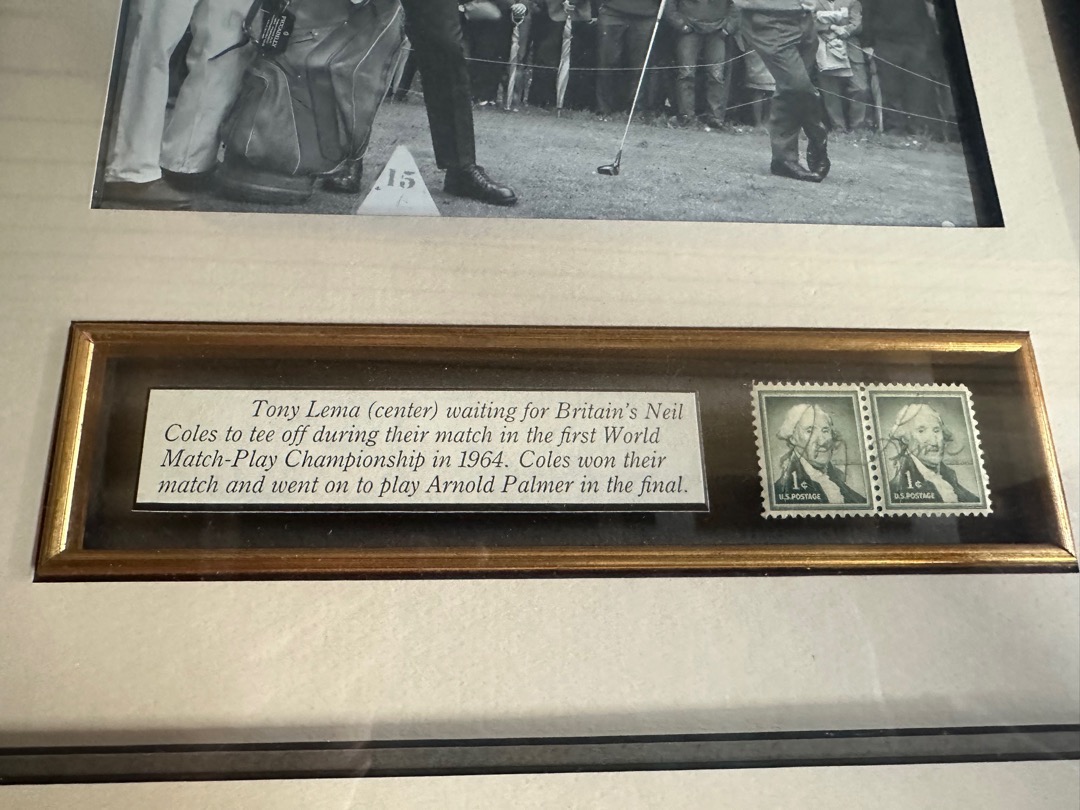 PICCADILLY
15
Tony Lema (center) waiting for Britain's Neil
Coles to tee off during their match in the first World
Match-Play Championship in 1964. Coles won their
match and went on to play Arnold Palmer in the final.
1¢
U.S. POSTAGE
1¢
U.S. POSTAGE